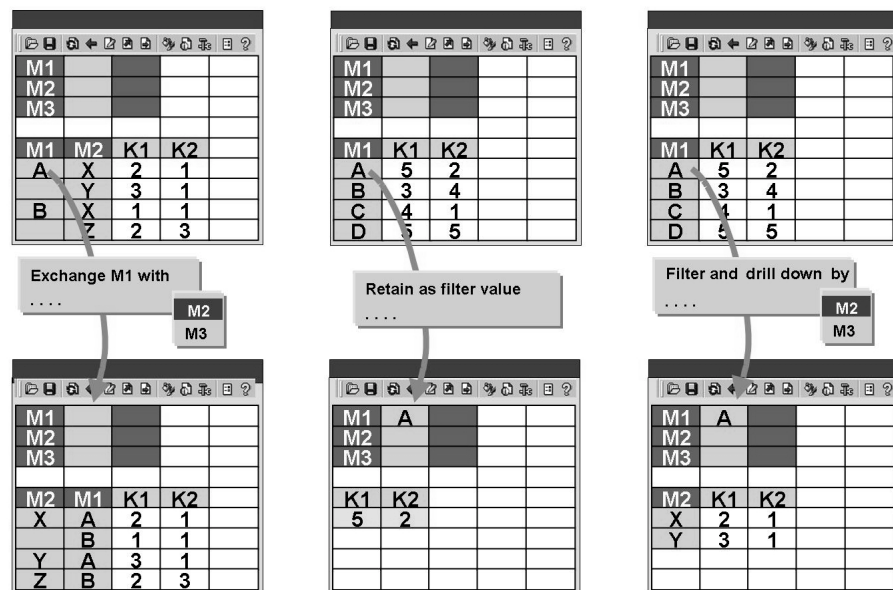 M1
M2
M3
M1 M2 K1 K2
A X 2 1
Y 3 1
B X 1 1
Z 2 3
Exchange M1 with
. . . .
M2
M3
M1
M2
M3
M2 M1 K1 K2
X A 2 1
B 1 1
Y A 3 1
Z B 2 3
M1
M2
M3
M1 K1 K2
A 5 2
B 3 4
C 4 1
D 5 5
Retain as filter value
. . . .
M1 A
M2
M3
K1 K2
5 2
M1
M2
M3
M1 K1 K2
A 5 2
B 3 4
C 4 1
D 5 5
Filter and drill down by
. . . .
M2
M3
M1 A
M2
M3
M2 K1 K2
X 2 1
Y 3 1